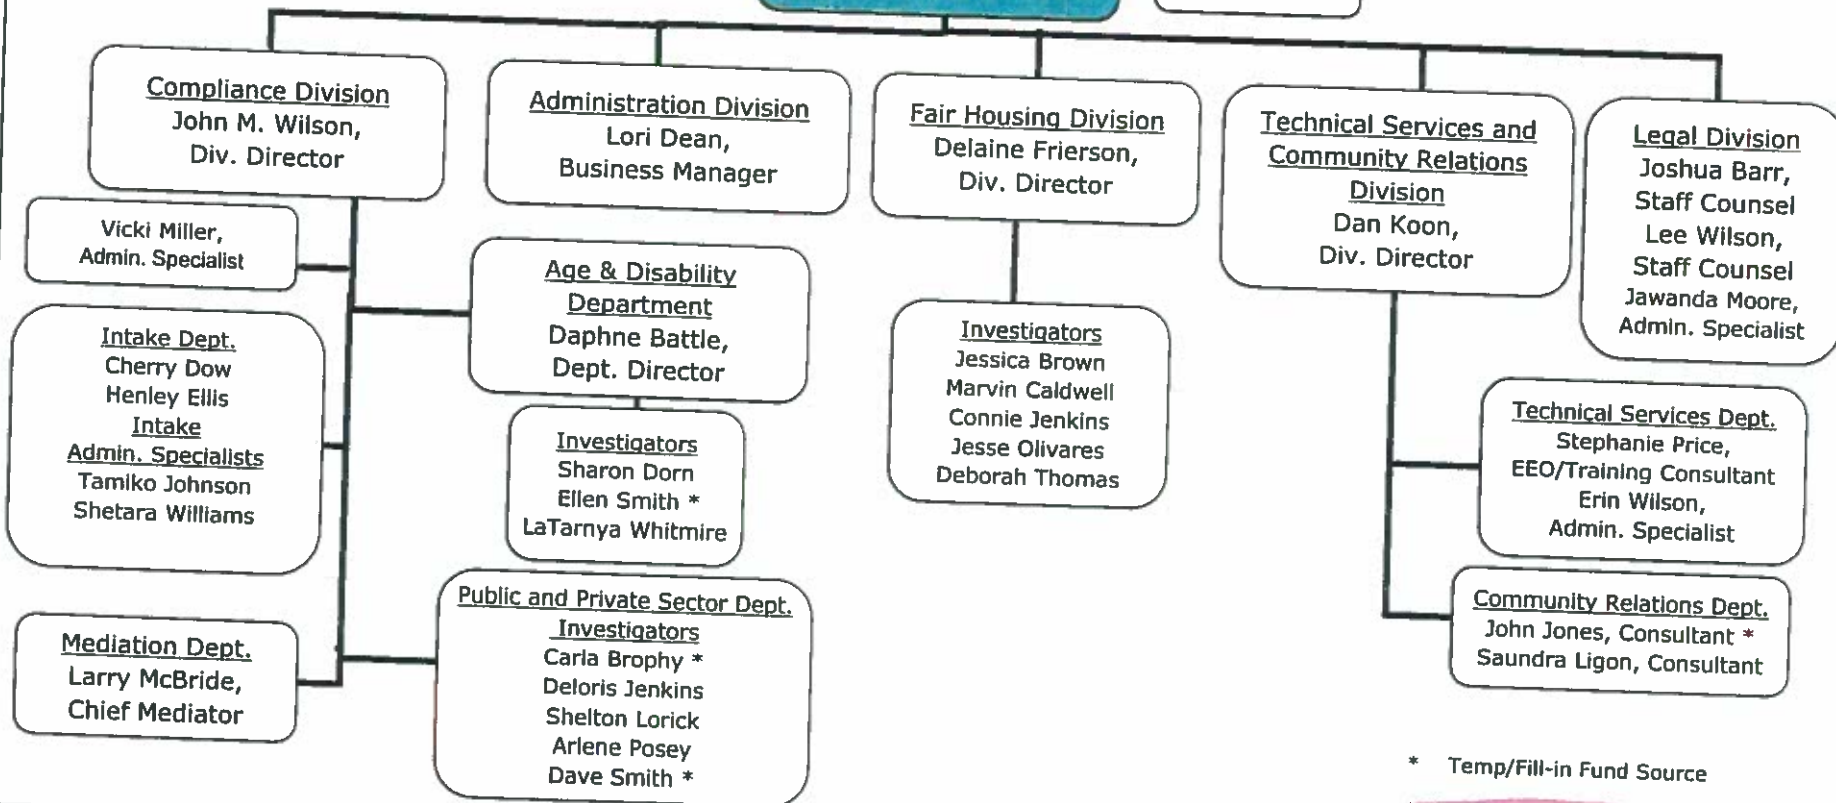 Compliance Division
John M. Wilson,
Div. Director
Administration Division
Lori Dean,
Business Manager
Fair Housing Division
Delaine Frierson,
Div. Director
Technical Services and
Community Relations
Division
Dan Koon,
Div. Director
Legal Division
Joshua Barr,
Staff Counsel
Lee Wilson,
Staff Counsel
Jawanda Moore,
Admin. Specialist
Vicki Miller,
Admin. Specialist
Age & Disability
Department
Daphne Battle,
Dept. Director
Intake Dept.
Cherry Dow
Henley Ellis
Intake
Admin. Specialists
Tamiko Johnson
Shetara Williams
Investigators
Sharon Dorn
Ellen Smith *
LaTarnya Whitmire
Investigators
Jessica Brown
Marvin Caldwell
Connie Jenkins
Jesse Olivares
Deborah Thomas
Technical Services Dept.
Stephanie Price,
EEO/Training Consultant
Erin Wilson,
Admin. Specialist
Mediation Dept.
Larry McBride,
Chief Mediator
Public and Private Sector Dept.
Investigators
Carla Brophy *
Deloris Jenkins
Shelton Lorick
Arlene Posey
Dave Smith *
Community Relations Dept.
John Jones, Consultant *
Saundra Ligon, Consultant
* Temp/Fill-in Fund Source